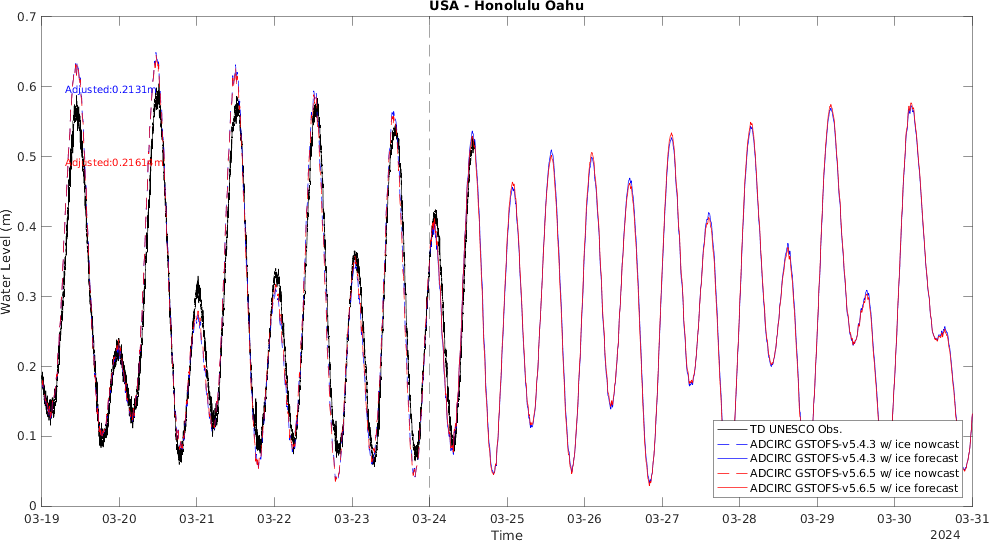 USA - Honolulu Oahu
0.7
0.6
0.5
0.4
0.3
0.2
0.1
0
Water Level (m)
Adjusted:0.2131m
Adjusted:0.2161mm
TD UNESCO Obs.
ADCIRC GSTOFS-v5.4.3 w/ ice nowcast
ADCIRC GSTOFS-v5.4.3 w/ ice forecast
ADCIRC GSTOFS-v5.6.5 w/ ice nowcast
ADCIRC GSTOFS-v5.6.5 w/ ice forecast
03-19 03-20 03-21 03-22 03-23 03-24 03-25 03-26 03-27 03-28 03-29 03-30 03-31
Time
2024